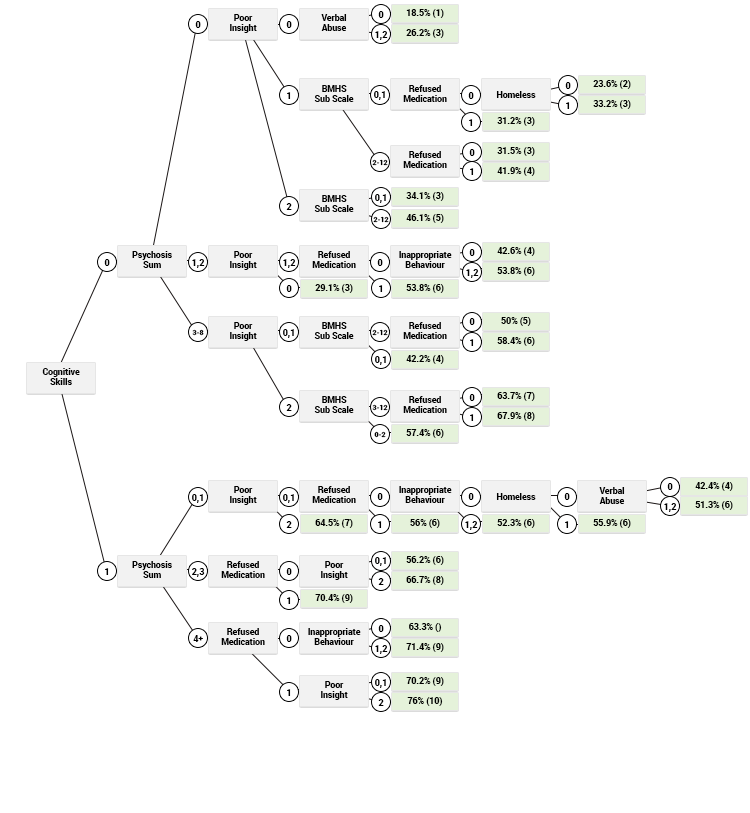 0
Poor
Insight
0
Verbal
Abuse
0
18.5% (1)
1,2
26.2% (3)
1
BMHS
Sub Scale
0,1
Refused
Medication
0
Homeless
0
23.6% (2)
1
33.2% (3)
1
31.2% (3)
2-12
Refused
Medication
0
31.5% (3)
1
41.9% (4)
2
BMHS
Sub Scale
0,1
34.1% (3)
2-12
46.1% (5)
0
Psychosis
Sum
1,2
Poor
Insight
1,2
Refused
Medication
0
Inappropriate
Behaviour
0
42.6% (4)
1,2
53.8% (6)
0
29.1% (3)
1
53.8% (6)
3-8
Poor
Insight
0,1
BMHS
Sub Scale
2-12
Refused
Medication
0
50% (5)
1
58.4% (6)
0,1
42.2% (4)
Cognitive
Skills
2
BMHS
Sub Scale
3-12
Refused
Medication
0
63.7% (7)
1
67.9% (8)
0-2
57.4% (6)
0,1
Poor
Insight
0,1
Refused
Medication
0
Inappropriate
Behaviour
0
Homeless
0
Verbal
Abuse
0
42.4% (4)
1,2
51.3% (6)
2
64.5% (7)
1
56% (6)
1,2
52.3% (6)
1
55.9% (6)
1
Psychosis
Sum
2,3
Refused
Medication
0
Poor
Insight
0,1
56.2% (6)
2
66.7% (8)
1
70.4% (9)
4+
Refused
Medication
0
Inappropriate
Behaviour
0
63.3% ()
1,2
71.4% (9)
1
Poor
Insight
0,1
70.2% (9)
2
76% (10)